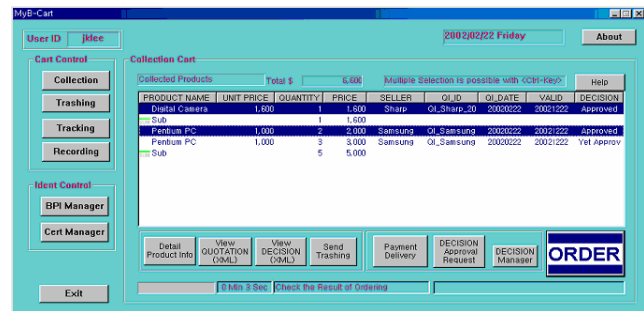 MyB-Cart
User ID jklee 2002/02/22 Friday About
Cart Control Collection Cart
Collection Collected Products Total $ 6,600 Multiple Selection is possible with <Ctrl-Key> Help
PRODUCT NAME UNIT PRICE QUANTITY PRICE SELLER QI_ID QI_DATE VALID DECISION
Digital Camera 1,600 1 1,600 Sharp QI_Sharp_20 20020222 20021222 Approved
Trashing
Sub 1 1,600
Tracking
Pentium PC 1,000 2 2,000 Samsung QI_Samsung 20020222 20021222 Approved
Pentium PC 1,000 3 3,000 Samsung QI_Samsung 20020222 20021222 Yet Approv
Recording
Sub 5 5,000
Ident Control
BPI Manager
Cert Manager
Detail Product Info
View QUOTATION (XML)
View DECISION (XML)
Send Trashing
Payment Delivery
DECISION Approval Request
DECISION Manager
ORDER
Exit
0 Min 3 Sec Check the Result of Ordering